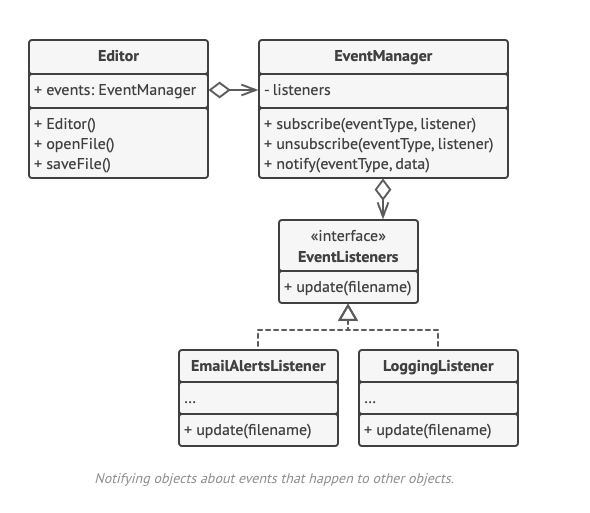 Editor
+ events: EventManager
+ Editor()
+ openFile()
+ saveFile()
EventManager
- listeners
+ subscribe(eventType, listener)
+ unsubscribe(eventType, listener)
+ notify(eventType, data)
«interface»
EventListeners
+ update(filename)
EmailAlertsListener
...
+ update(filename)
LoggingListener
...
+ update(filename)
Notifying objects about events that happen to other objects.